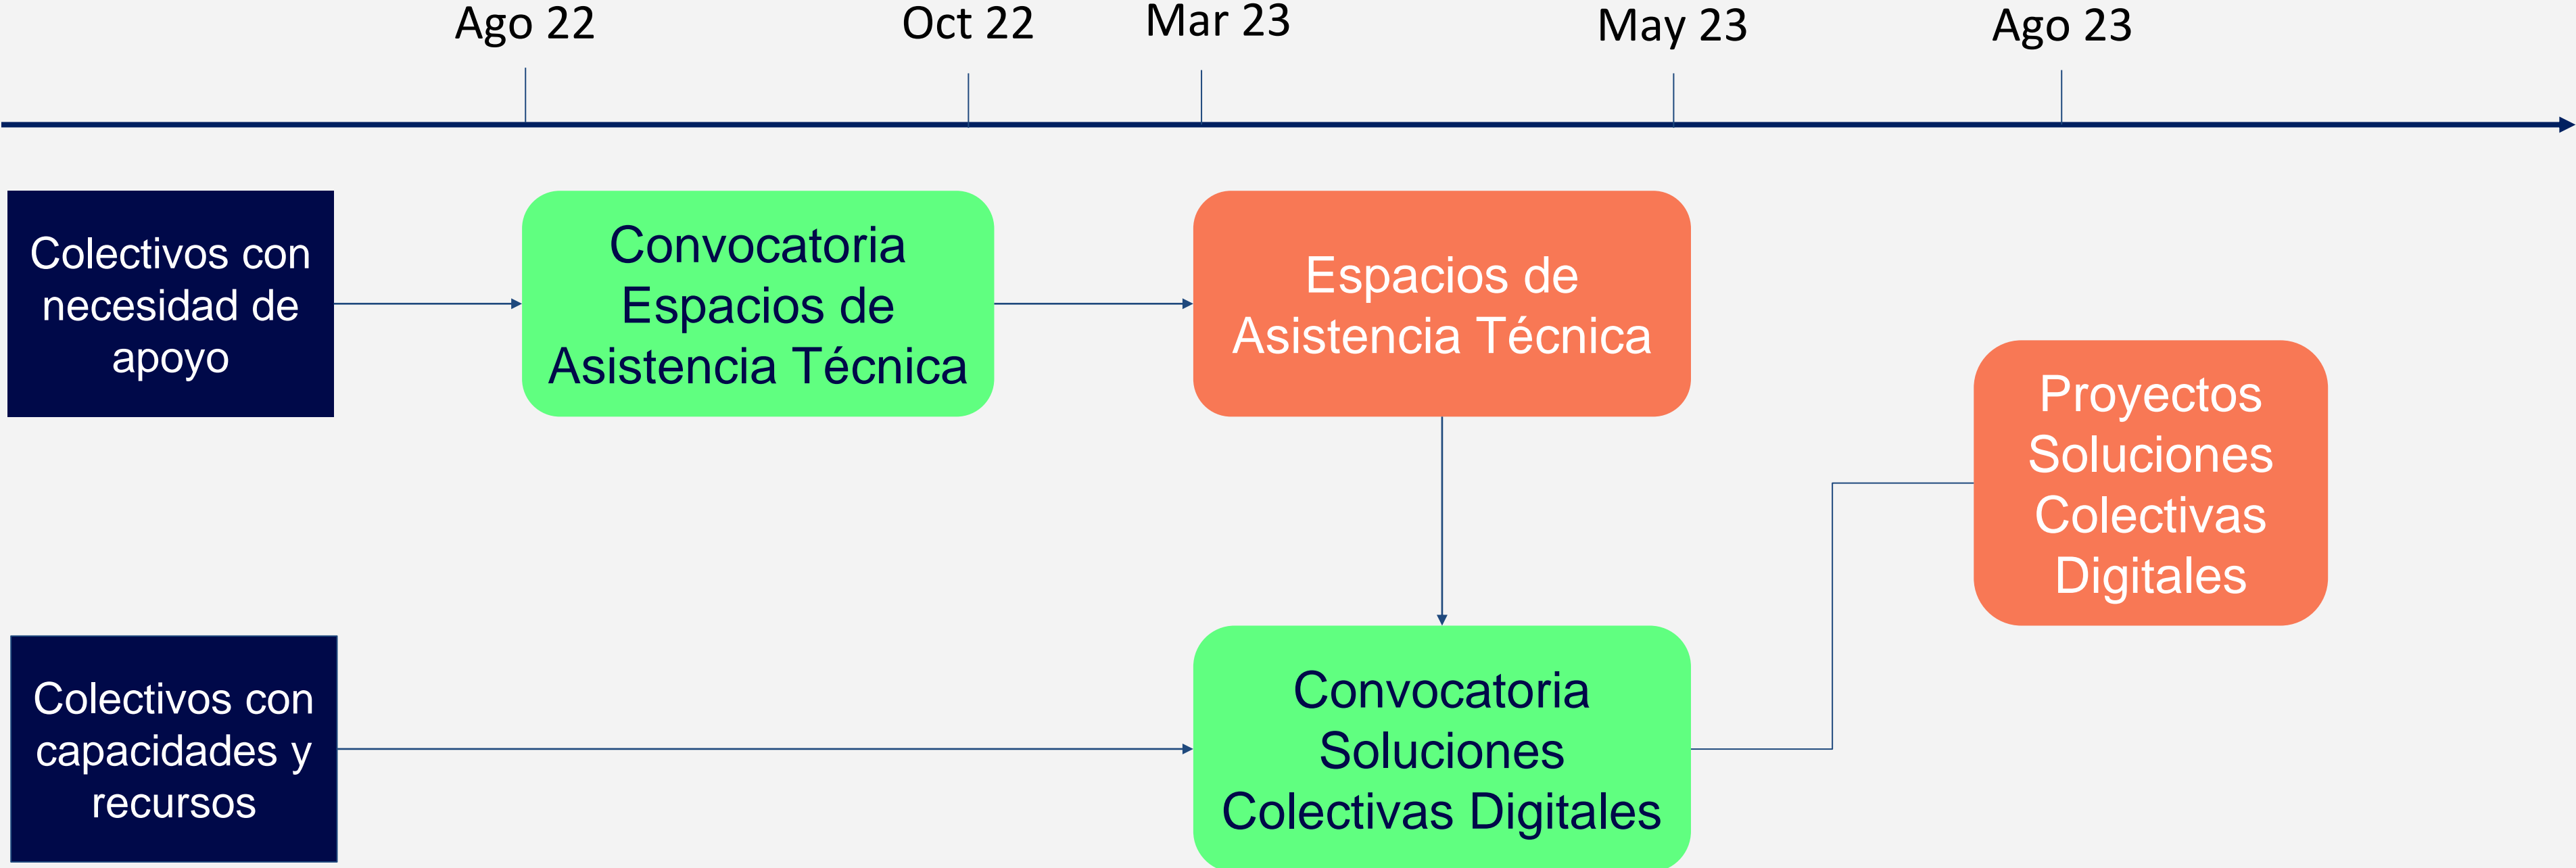 Ago 22
Oct 22
Mar 23
May 23
Ago 23
Colectivos con
necesidad de
apoyo
Convocatoria
Espacios de
Asistencia Técnica
Espacios de
Asistencia Técnica
Proyectos
Soluciones
Colectivas
Digitales
Colectivos con
capacidades y
recursos
Convocatoria
Soluciones
Colectivas Digitales